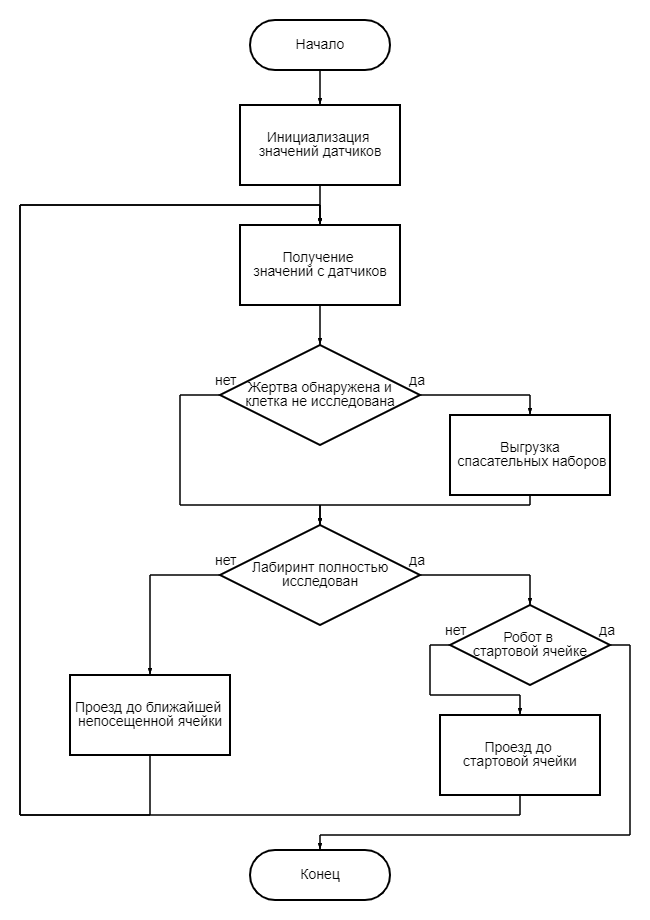 Начало
Инициализация
значений датчиков
Получение
значений с датчиков
нет
да
Жертва обнаружена и
клетка не исследована
Выгрузка
спасательных наборов
нет
да
Лабиринт полностью
исследован
нет
да
Робот в
стартовой ячейке
Проезд до ближайшей
непосещенной ячейки
Проезд до
стартовой ячейки
Конец